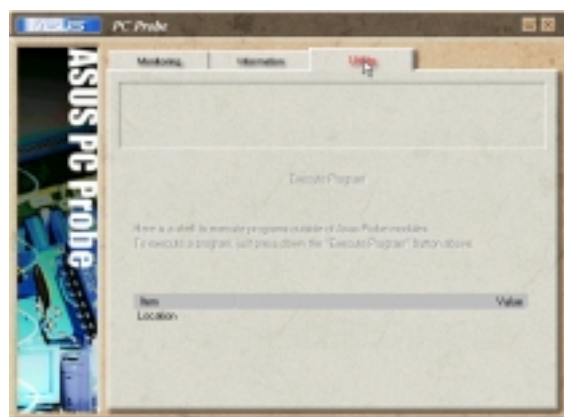 ASUS PC Probe
Monitoring Information Utility
ASUS PC Probe
Execute Program
Here is a shell to execute programs outside of Asus Probe modules.
To execute a program, just press down the "Execute Program" button above.
Item Value
Location